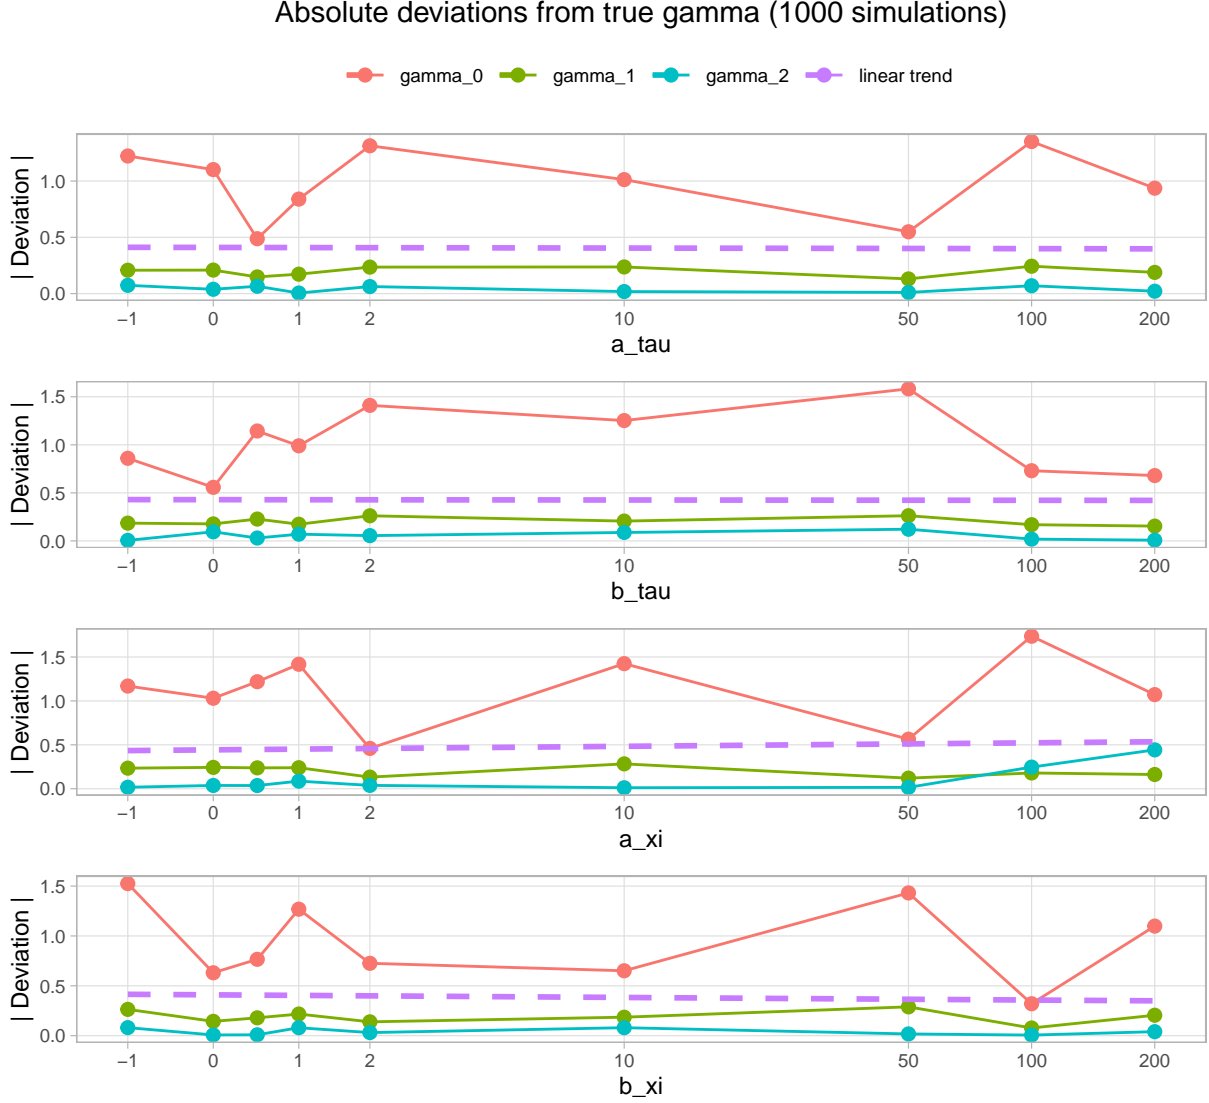 Absolute deviations from true gamma (1000 simulations)
gamma_0 gamma_1 gamma_2 linear trend
| Deviation |
1.0
0.5
0.0
−1 0 1 2 10 50 100 200
a_tau
| Deviation |
1.5
1.0
0.5
0.0
−1 0 1 2 10 50 100 200
b_tau
| Deviation |
1.5
1.0
0.5
0.0
−1 0 1 2 10 50 100 200
a_xi
| Deviation |
1.5
1.0
0.5
0.0
−1 0 1 2 10 50 100 200
b_xi